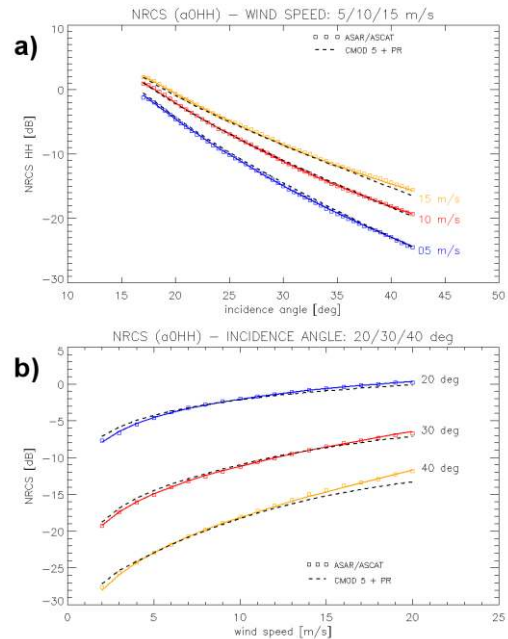 NRCS (a0HH) – WIND SPEED: 5/10/15 m/s
a)
ASAR/ASCAT
CMOD 5 + PR
10
0
-10
-20
-30
NRCS HH [dB]
15 m/s
10 m/s
05 m/s
10 15 20 25 30 35 40 45 50
incidence angle [deg]
NRCS (a0HH) – INCIDENCE ANGLE: 20/30/40 deg
b)
5
0
-5
-10
-15
-20
-25
-30
NRCS [dB]
20 deg
30 deg
40 deg
ASAR/ASCAT
CMOD 5 + PR
0 5 10 15 20 25
wind speed [m/s]